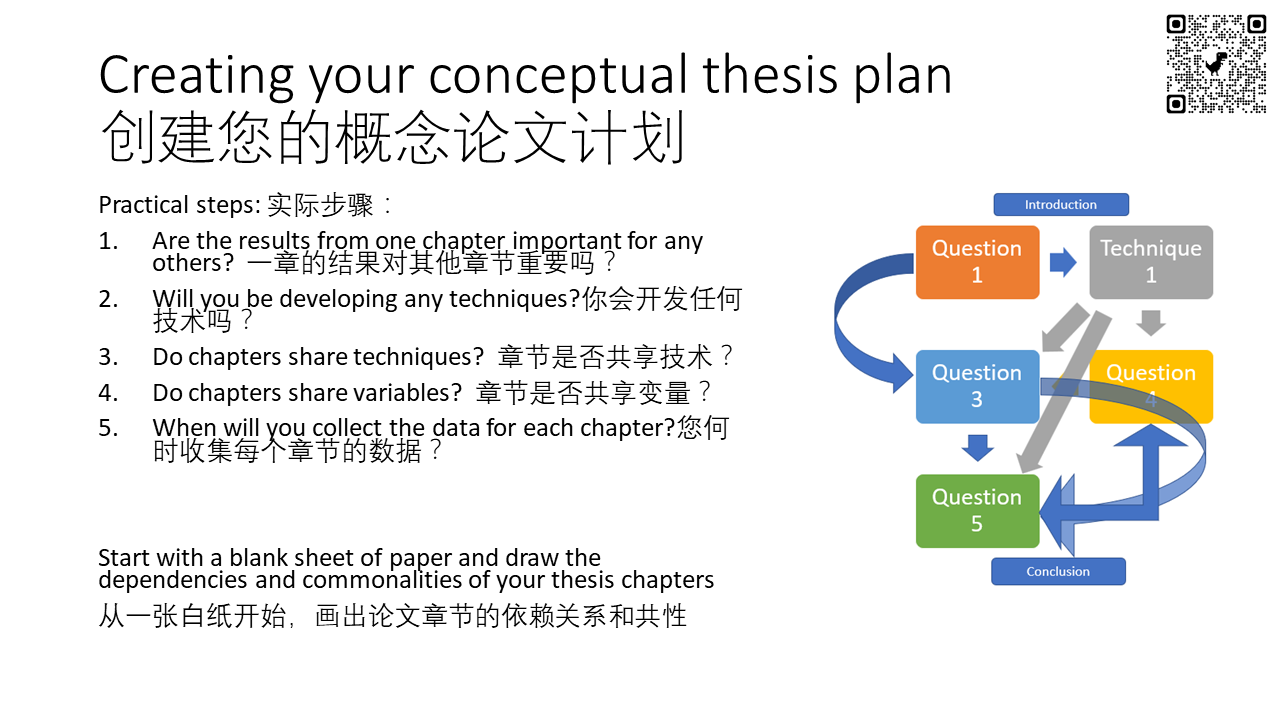 Creating your conceptual thesis plan
创建您的概念论文计划
Practical steps: 实际步骤：
1. Are the results from one chapter important for any
others? 一章的结果对其他章节重要吗？
2. Will you be developing any techniques?你会开发任何
技术吗？
3. Do chapters share techniques? 章节是否共享技术？
4. Do chapters share variables? 章节是否共享变量？
5. When will you collect the data for each chapter?您何
时收集每个章节的数据？
Start with a blank sheet of paper and draw the
dependencies and commonalities of your thesis chapters
从一张白纸开始，画出论文章节的依赖关系和共性
Introduction
Question
1
Technique
1
Question
3
Question
4
Question
5
Conclusion